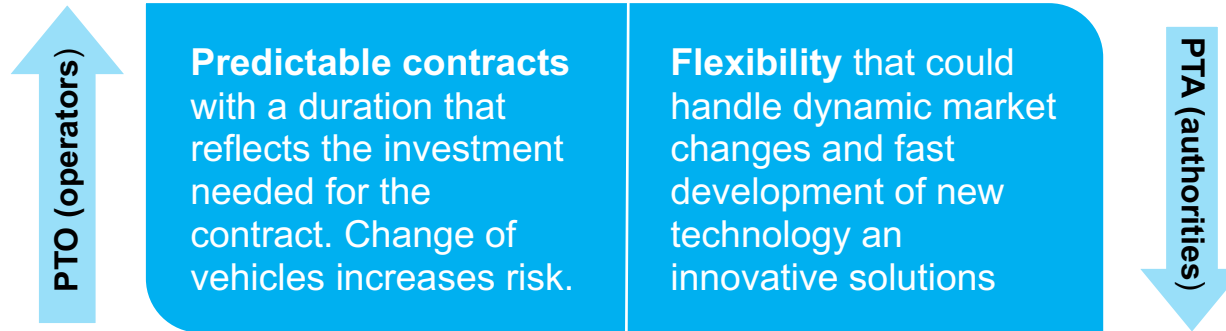 PTO (operators)
Predictable contracts
with a duration that
reflects the investment
needed for the
contract. Change of
vehicles increases risk.
Flexibility that could
handle dynamic market
changes and fast
development of new
technology an
innovative solutions
PTA (authorities)